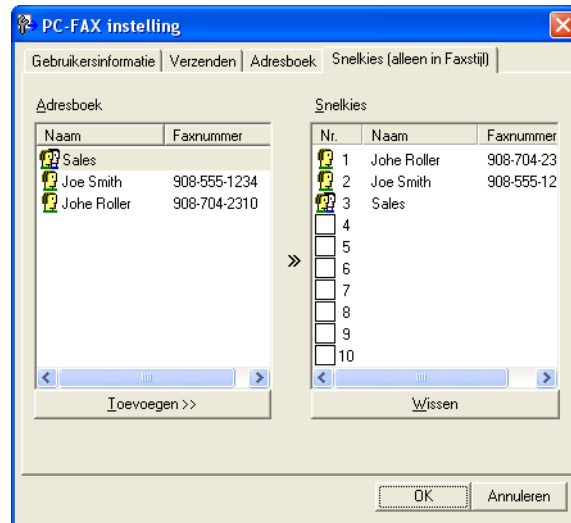 PC-FAX instelling
Gebruikersinformatie Verzenden Adresboek Snelkies (alleen in Faxstijl)
Adresboek Snelkies
Naam Faxnummer Nr. Naam Faxnummer
Sales 1 Johe Roller 908-704-23
Joe Smith 908-555-1234 2 Joe Smith 908-555-12
Johe Roller 908-704-2310 3 Sales
4
5
6
7
8
9
10
Toevoegen >> Wissen
OK Annuleren